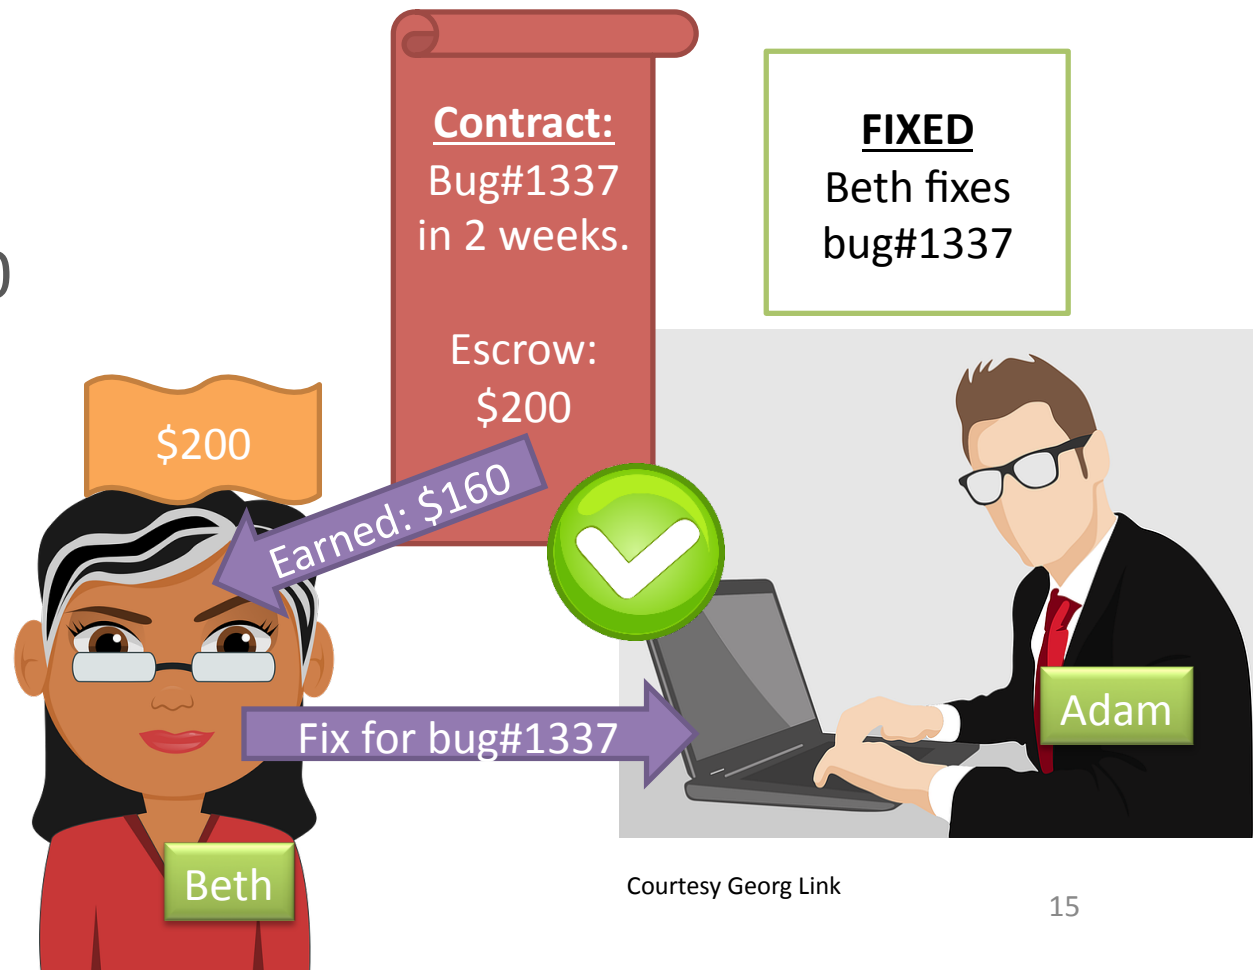 Contract:
Bug#1337
in 2 weeks.
Escrow:
$200
FIXED
Beth fixes
bug#1337
$200
Earned: $160
Fix for bug#1337
Adam
Beth
Courtesy Georg Link
15